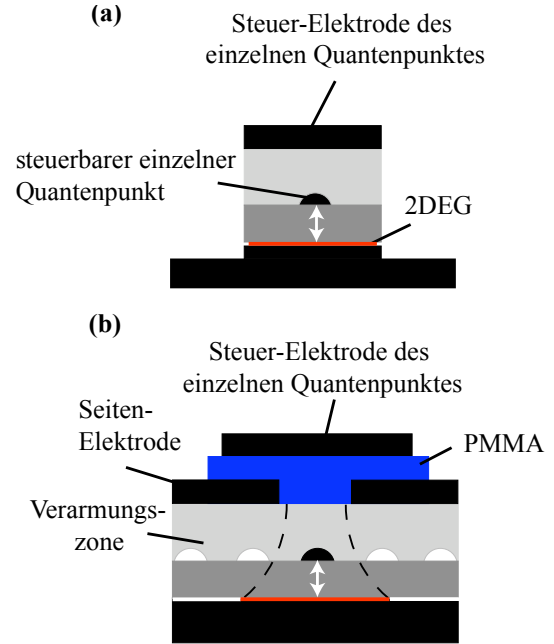 (a)
Steuer-Elektrode des
einzelnen Quantenpunktes
steuerbarer einzelner
Quantenpunkt
2DEG
(b)
Steuer-Elektrode des
einzelnen Quantenpunktes
Seiten-
Elektrode
PMMA
Verarmungs-
zone